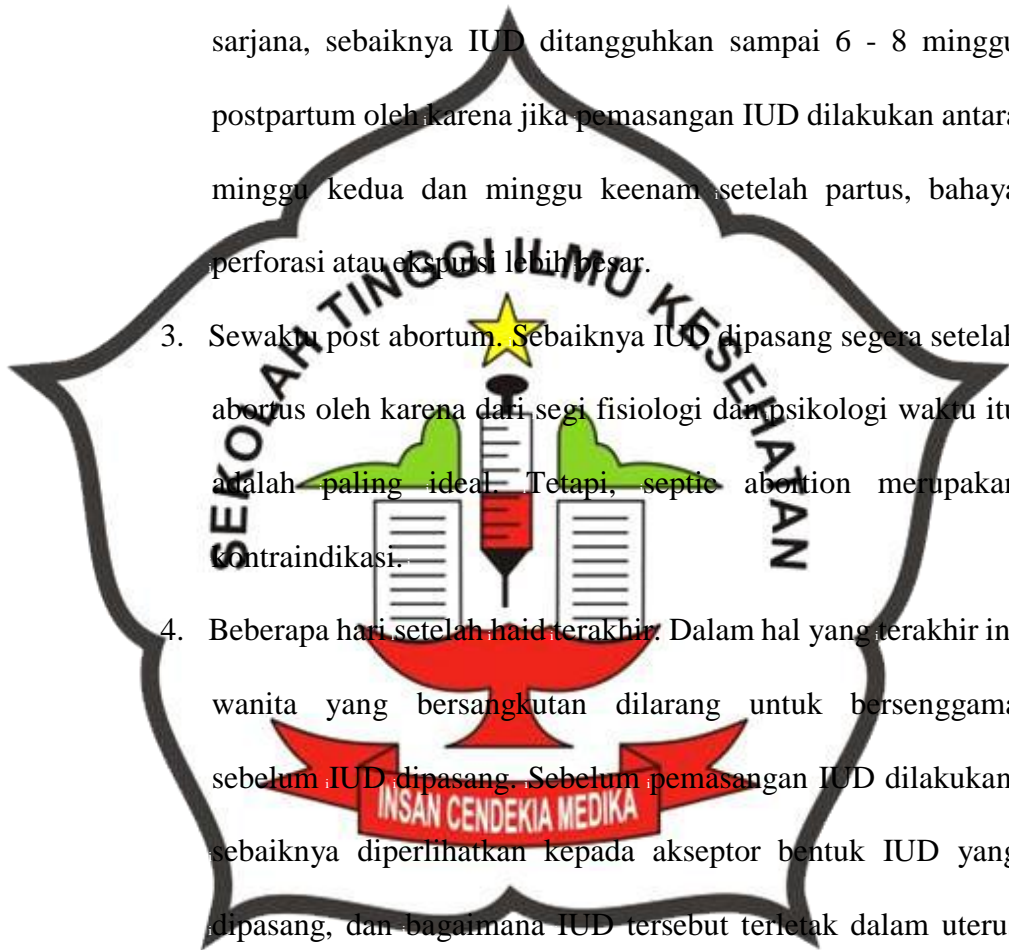 sarjana, sebaiknya IUD ditangguhkan sampai 6 - 8 minggu
postpartum oleh karena jika pemasangan IUD dilakukan antara
minggu kedua dan minggu keenam setelah partus, bahaya
perforasi atau ekspulsi lebih besar.
3. Sewaktu post abortum. Sebaiknya IUD dipasang segera setelah
abortus oleh karena dari segi fisiologi dan psikologi waktu itu
adalah paling ideal. Tetapi, septic abortion merupakan
kontraindikasi.
4. Beberapa hari setelah haid terakhir. Dalam hal yang terakhir ini
wanita yang bersangkutan dilarang untuk bersenggama
sebelum IUD dipasang. Sebelum pemasangan IUD dilakukan
sebaiknya diperlihatkan kepada akseptor bentuk IUD yang
dipasang, dan bagaimana IUD tersebut terletak dalam uteru
SEKOLAH TINGGI ILMU KESEHATAN
INSAN CENDEKIA MEDIKA